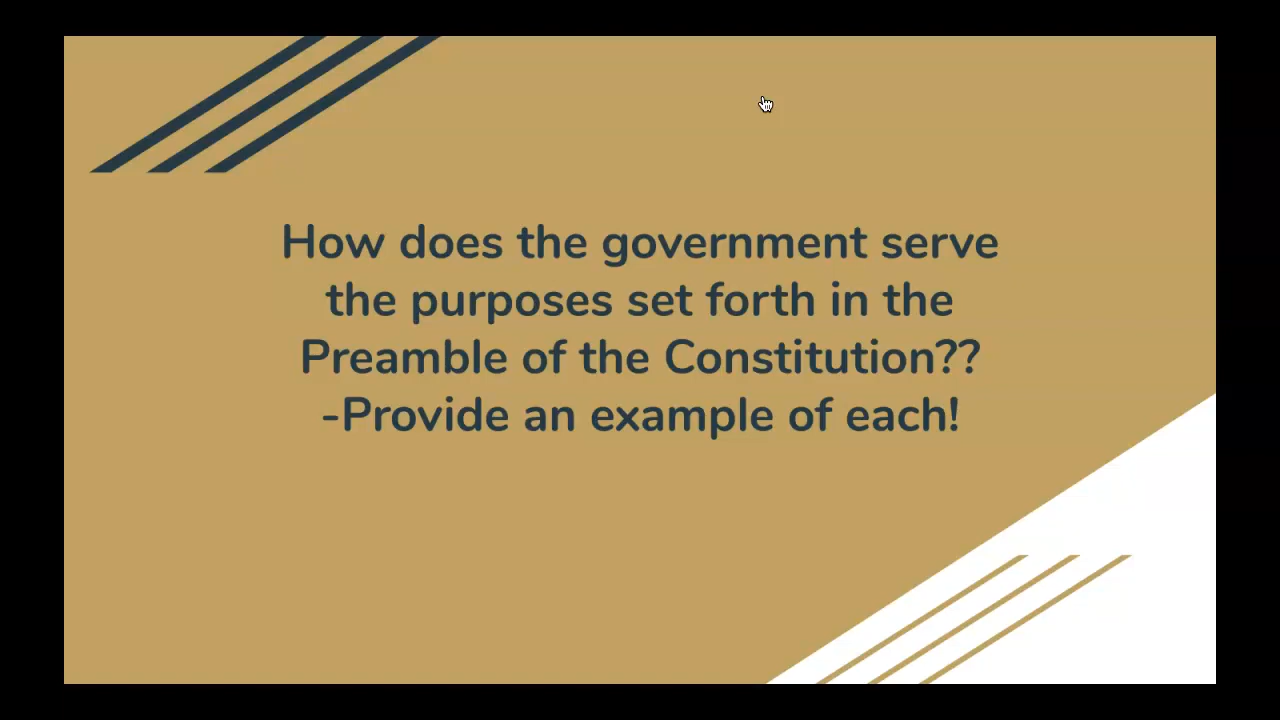 How does the government serve
the purposes set forth in the
Preamble of the Constitution??
-Provide an example of each!